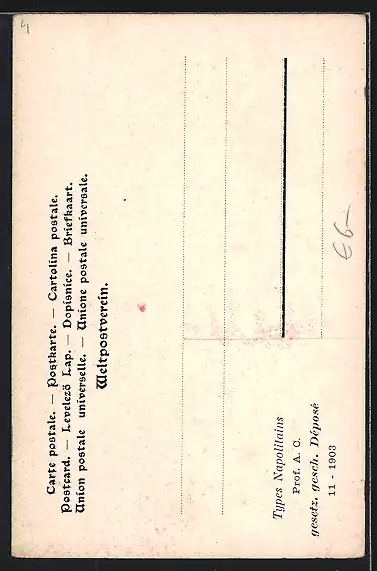 Carte postale. — Postkarte. — Cartolina postale.
Postcard. — Levelező Lap. — Dopisnice. — Briefkaart.
Union postale universelle. — Unione postale universale.
Weltpostverein.
Types Napolitains
Prof. A. C.
gesetz. gesch. Déposé
11 - 1903
€ 6.—
4